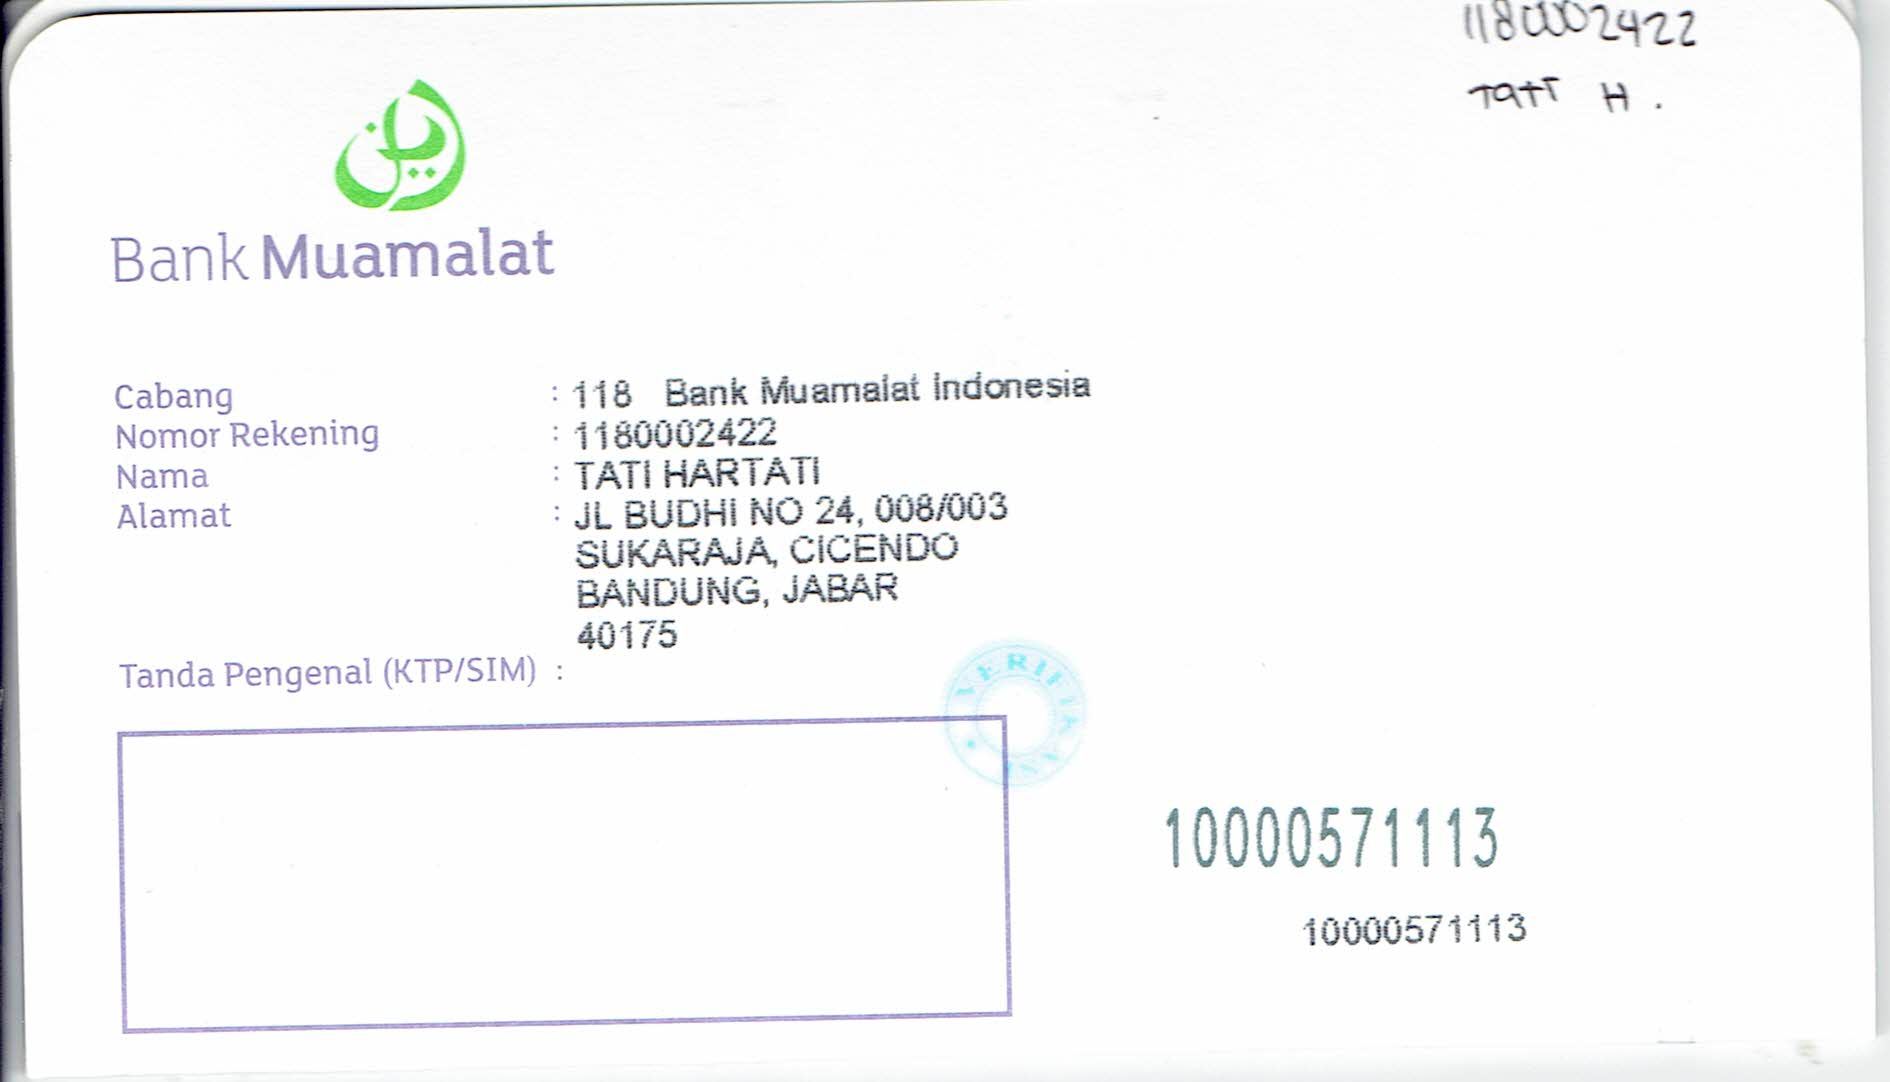 1180002422
Tati H.
Bank Muamalat
Cabang : 118 Bank Muamalat Indonesia
Nomor Rekening : 1180002422
Nama : TATI HARTATI
Alamat : JL BUDHI NO 24, 008/003
SUKARAJA, CICENDO
BANDUNG, JABAR
40175
Tanda Pengenal (KTP/SIM) :
10000571113
10000571113